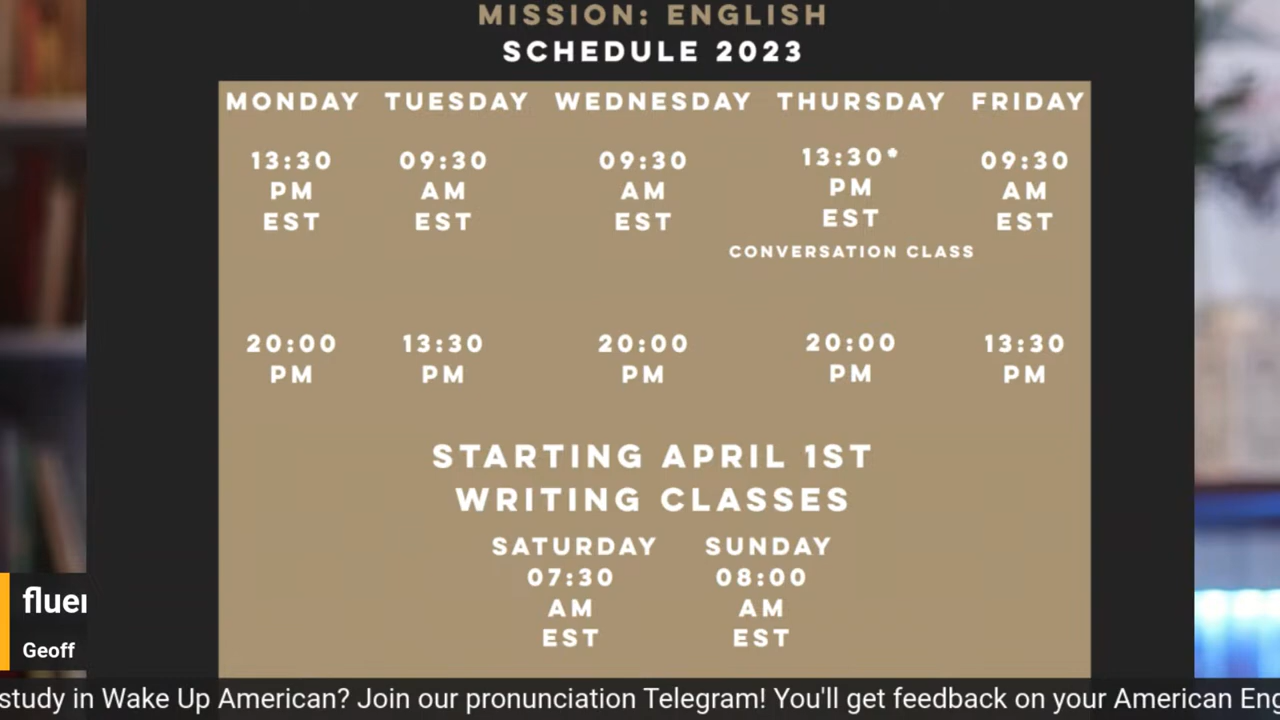 MISSION: ENGLISH
SCHEDULE 2023
MONDAY TUESDAY WEDNESDAY THURSDAY FRIDAY
13:30 PM EST
09:30 AM EST
09:30 AM EST
13:30* PM EST
CONVERSATION CLASS
09:30 AM EST
20:00 PM
13:30 PM
20:00 PM
20:00 PM
13:30 PM
STARTING APRIL 1ST
WRITING CLASSES
SATURDAY SUNDAY
07:30 AM EST
08:00 AM EST
fluer
Geoff
study in Wake Up American? Join our pronunciation Telegram! You'll get feedback on your American Eng